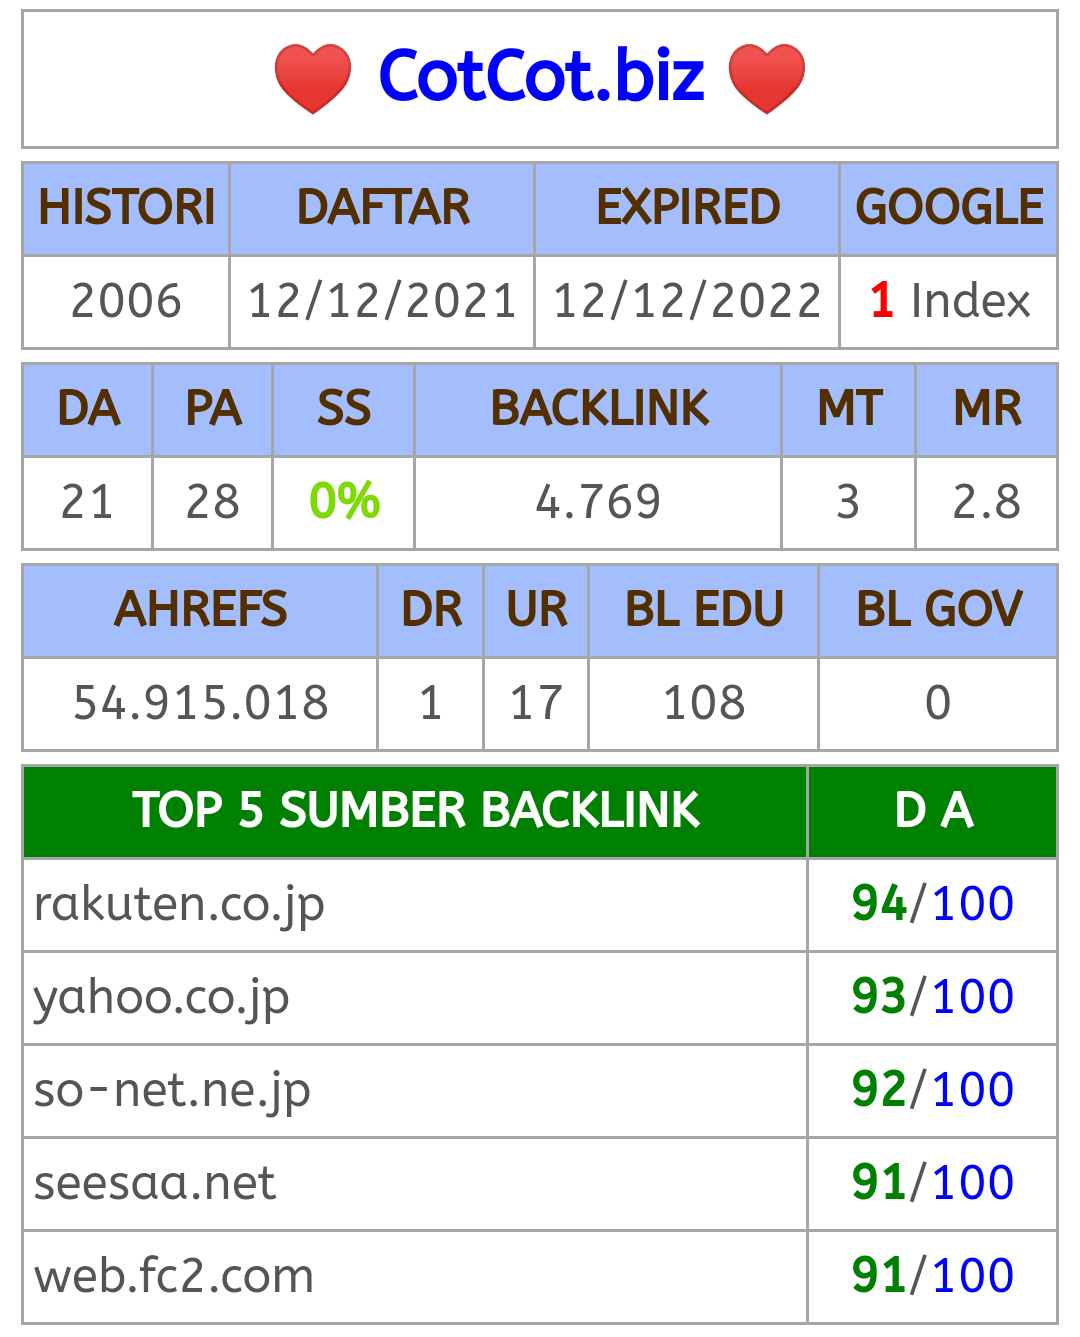 CotCot.biz
HISTORI DAFTAR EXPIRED GOOGLE
2006 12/12/2021 12/12/2022 1 Index
DA PA SS BACKLINK MT MR
21 28 0% 4.769 3 2.8
AHREFS DR UR BL EDU BL GOV
54.915.018 1 17 108 0
TOP 5 SUMBER BACKLINK D A
rakuten.co.jp 94/100
yahoo.co.jp 93/100
so-net.ne.jp 92/100
seesaa.net 91/100
web.fc2.com 91/100